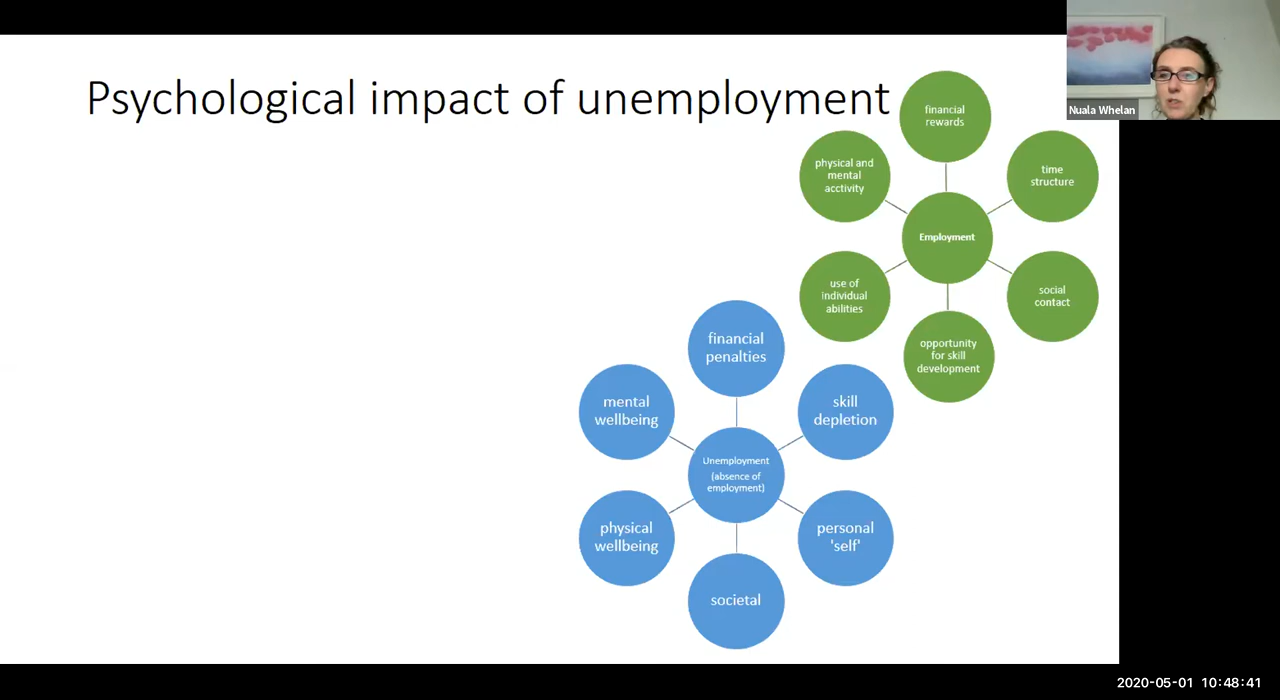 Psychological impact of unemployment
Nuala Whelan
financial
rewards
physical and
mental
acctivity
time
structure
Employment
use of
individual
abilities
social
contact
opportunity
for skill
development
financial
penalties
mental
wellbeing
skill
depletion
Unemployment
(absence of
employment)
physical
wellbeing
personal
'self'
societal
2020-05-01 10:48:41